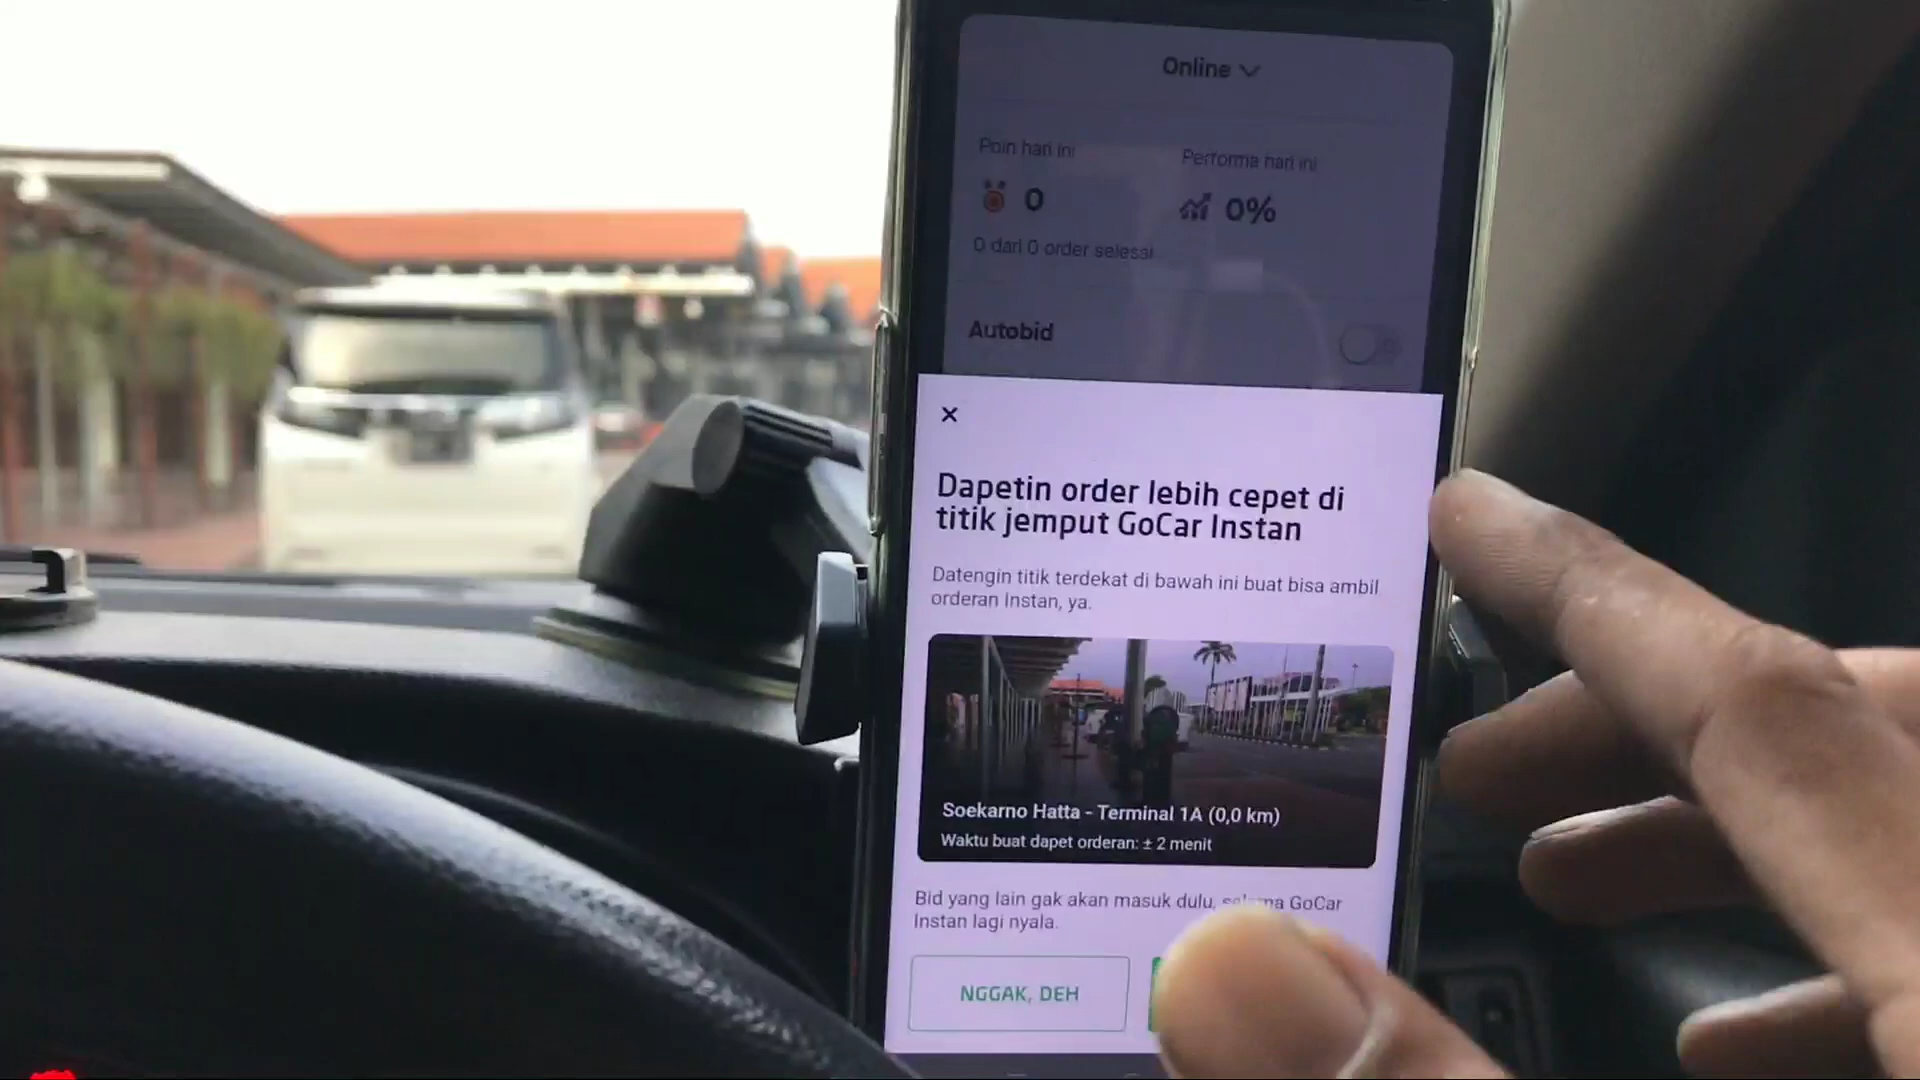 Online
Poin hari ini
Performa hari ini
0
0%
0 dari 0 order selesai
Autobid
Dapetin order lebih cepet di
titik jemput GoCar Instan
Datengin titik terdekat di bawah ini buat bisa ambil
orderan Instan, ya.
Soekarno Hatta - Terminal 1A (0,0 km)
Waktu buat dapet orderan: ± 2 menit
Bid yang lain gak akan masuk dulu, selama GoCar
Instan lagi nyala.
NGGAK, DEH